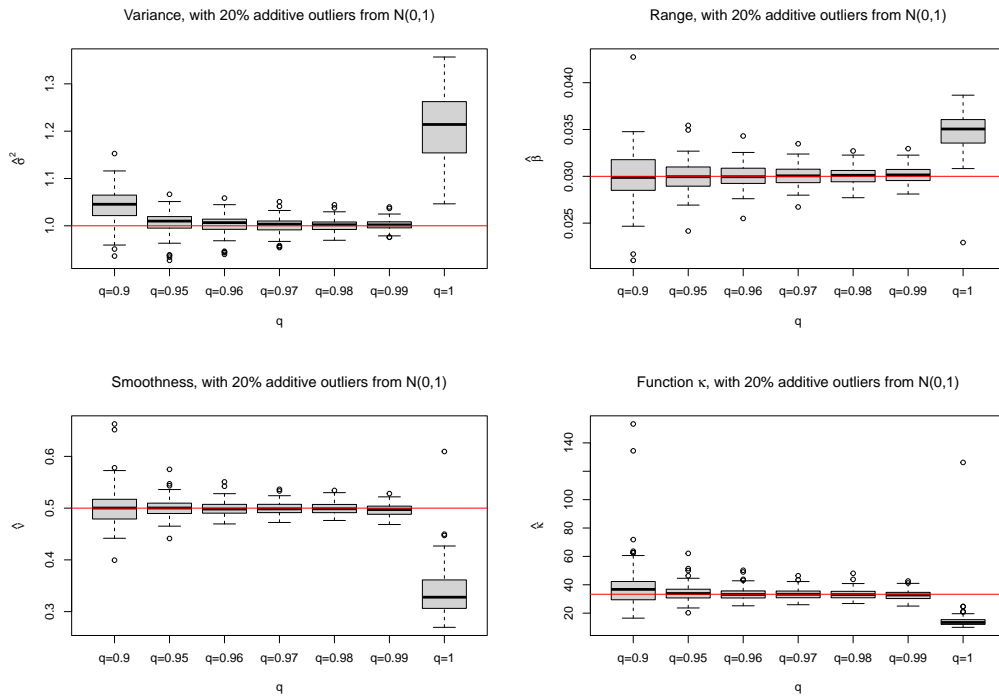 Variance, with 20% additive outliers from N(0,1)
σ̂²
1.3
1.2
1.1
1.0
q=0.9 q=0.95 q=0.96 q=0.97 q=0.98 q=0.99 q=1
q
Range, with 20% additive outliers from N(0,1)
β̂
0.040
0.035
0.030
0.025
q=0.9 q=0.95 q=0.96 q=0.97 q=0.98 q=0.99 q=1
q
Smoothness, with 20% additive outliers from N(0,1)
ν̂
0.6
0.5
0.4
0.3
q=0.9 q=0.95 q=0.96 q=0.97 q=0.98 q=0.99 q=1
q
Function κ, with 20% additive outliers from N(0,1)
κ̂
140
100
80
60
40
20
q=0.9 q=0.95 q=0.96 q=0.97 q=0.98 q=0.99 q=1
q